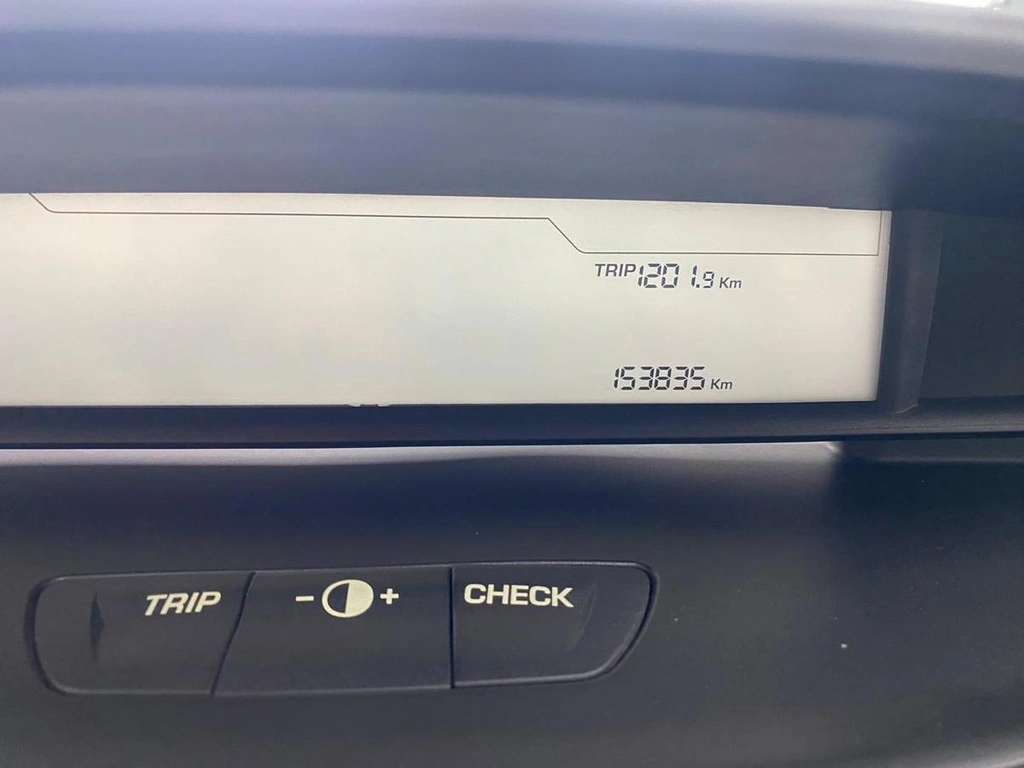 TRIP 1201.9 Km
153835 Km
TRIP - + CHECK